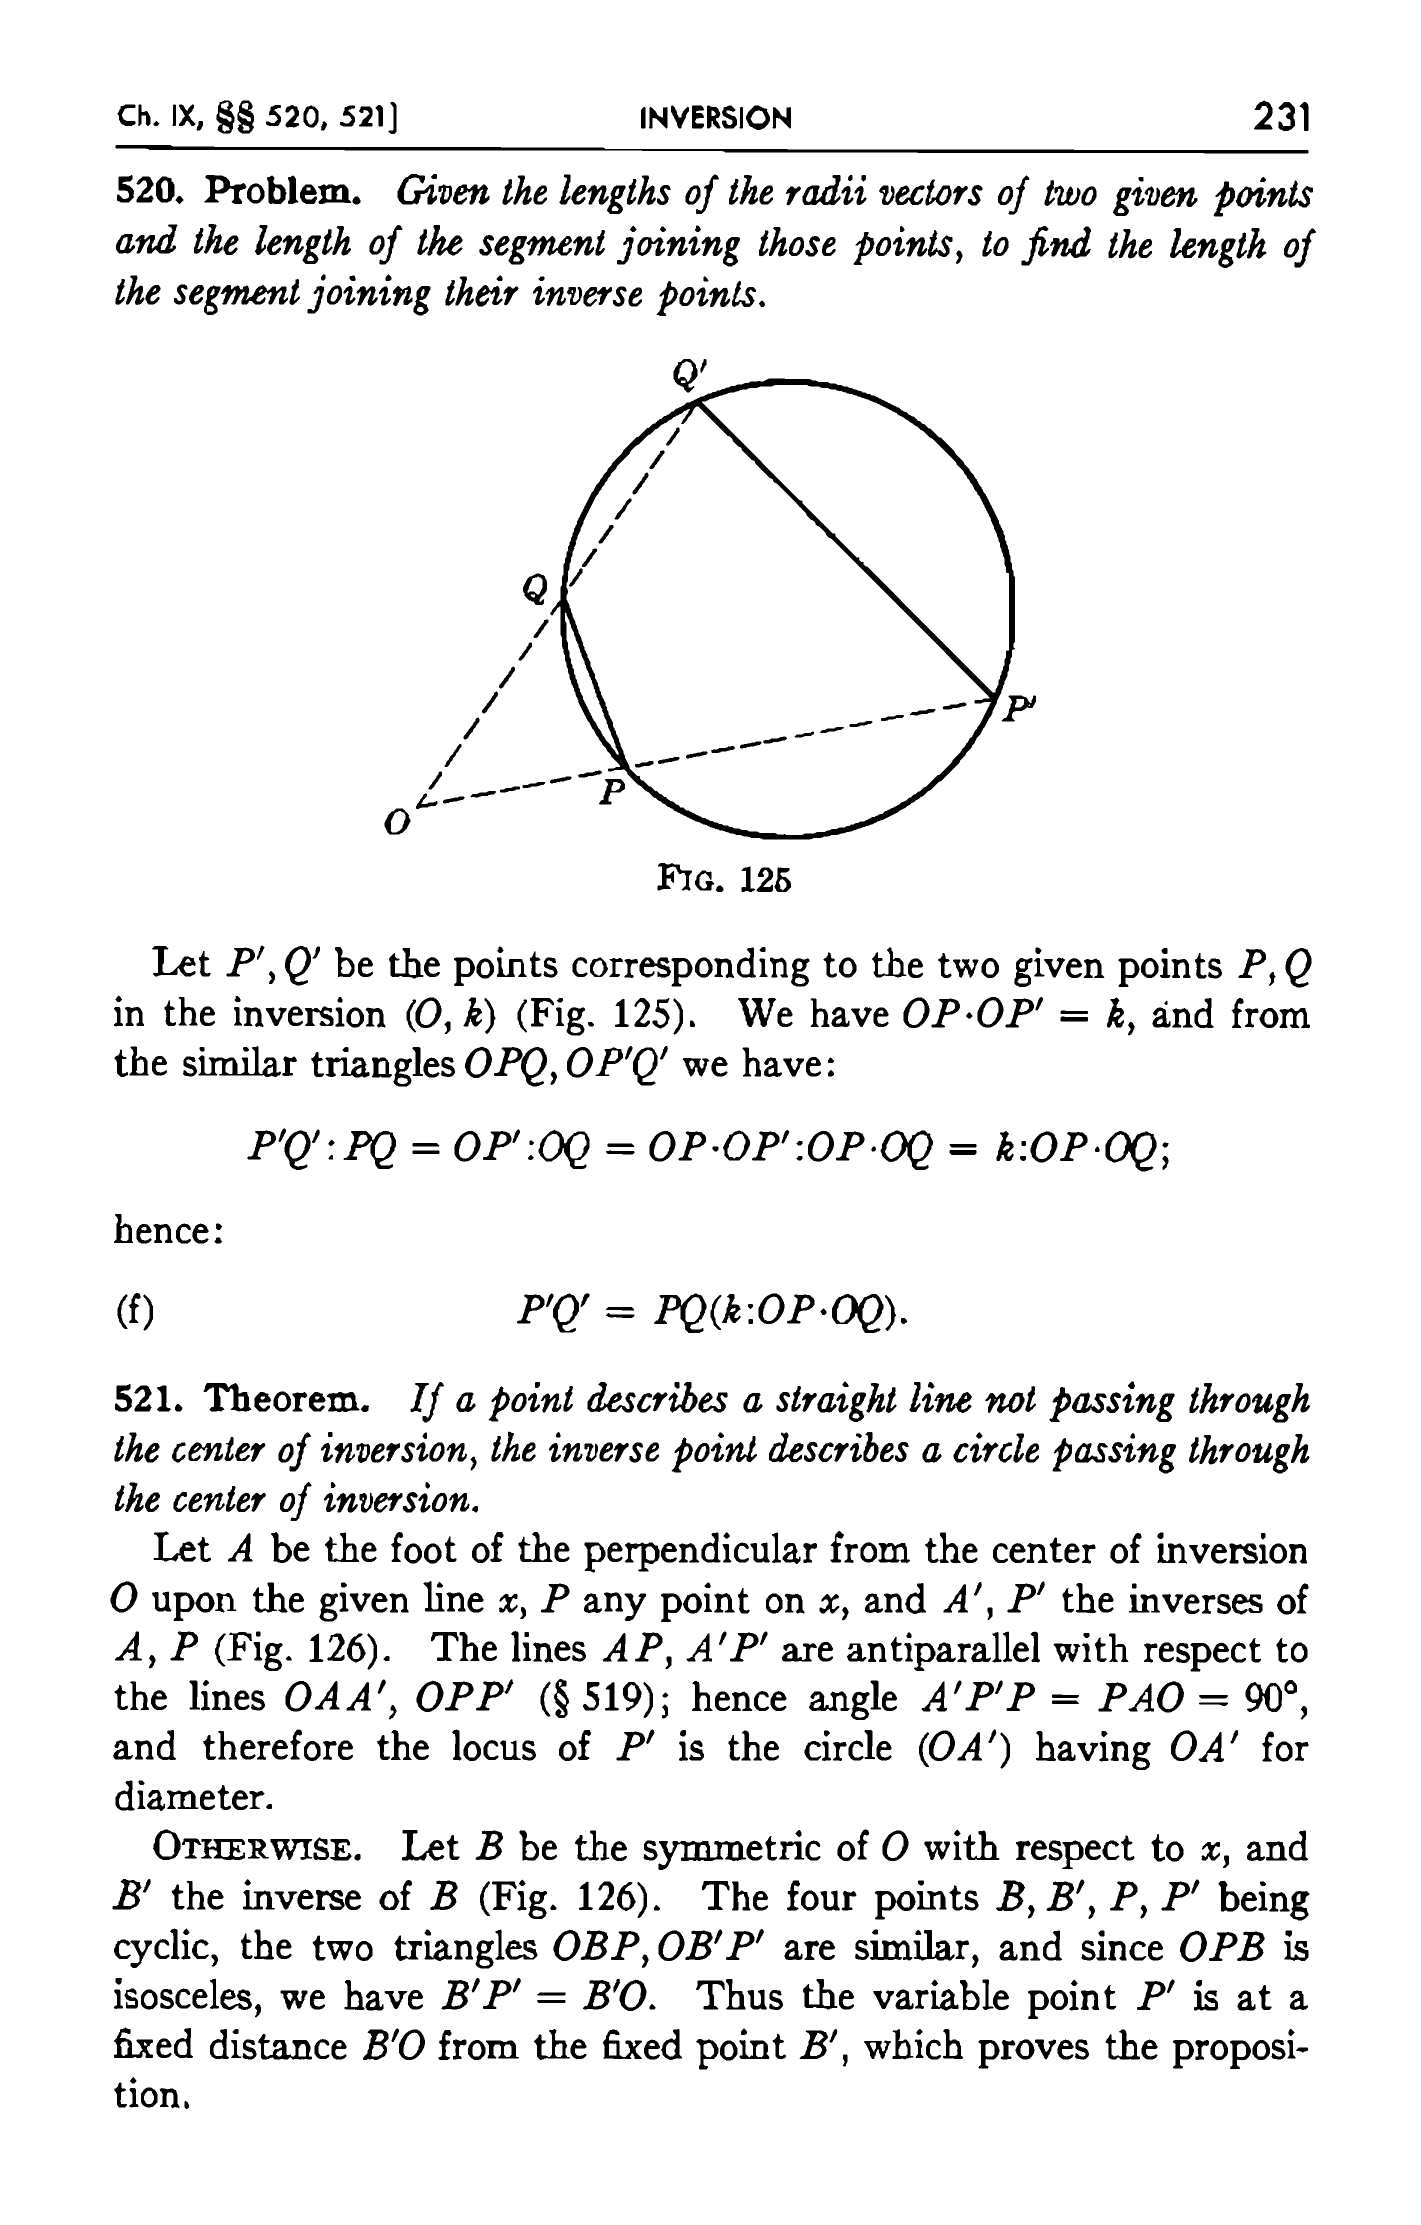 Ch. IX, §§ 520, 521] INVERSION 231
520. Problem. Given the lengths of the radii vectors of two given points
and the length of the segment joining those points, to find the length of
the segment joining their inverse points.
Q'
Q
P'
P
O
FIG. 125
Let P', Q' be the points corresponding to the two given points P, Q
in the inversion (O, k) (Fig. 125). We have OP·OP' = k, and from
the similar triangles OPQ, OP'Q' we have:
P'Q':PQ = OP':OQ = OP·OP':OP·OQ = k:OP·OQ;
hence:
(f) P'Q' = PQ(k:OP·OQ).
521. Theorem. If a point describes a straight line not passing through
the center of inversion, the inverse point describes a circle passing through
the center of inversion.
Let A be the foot of the perpendicular from the center of inversion
O upon the given line x, P any point on x, and A', P' the inverses of
A, P (Fig. 126). The lines AP, A'P' are antiparallel with respect to
the lines OAA', OPP' (§ 519); hence angle A'P'P = PAO = 90°,
and therefore the locus of P' is the circle (OA') having OA' for
diameter.
OTHERWISE. Let B be the symmetric of O with respect to x, and
B' the inverse of B (Fig. 126). The four points B, B', P, P' being
cyclic, the two triangles OBP, OB'P' are similar, and since OPB is
isosceles, we have B'P' = B'O. Thus the variable point P' is at a
fixed distance B'O from the fixed point B', which proves the proposi-
tion.